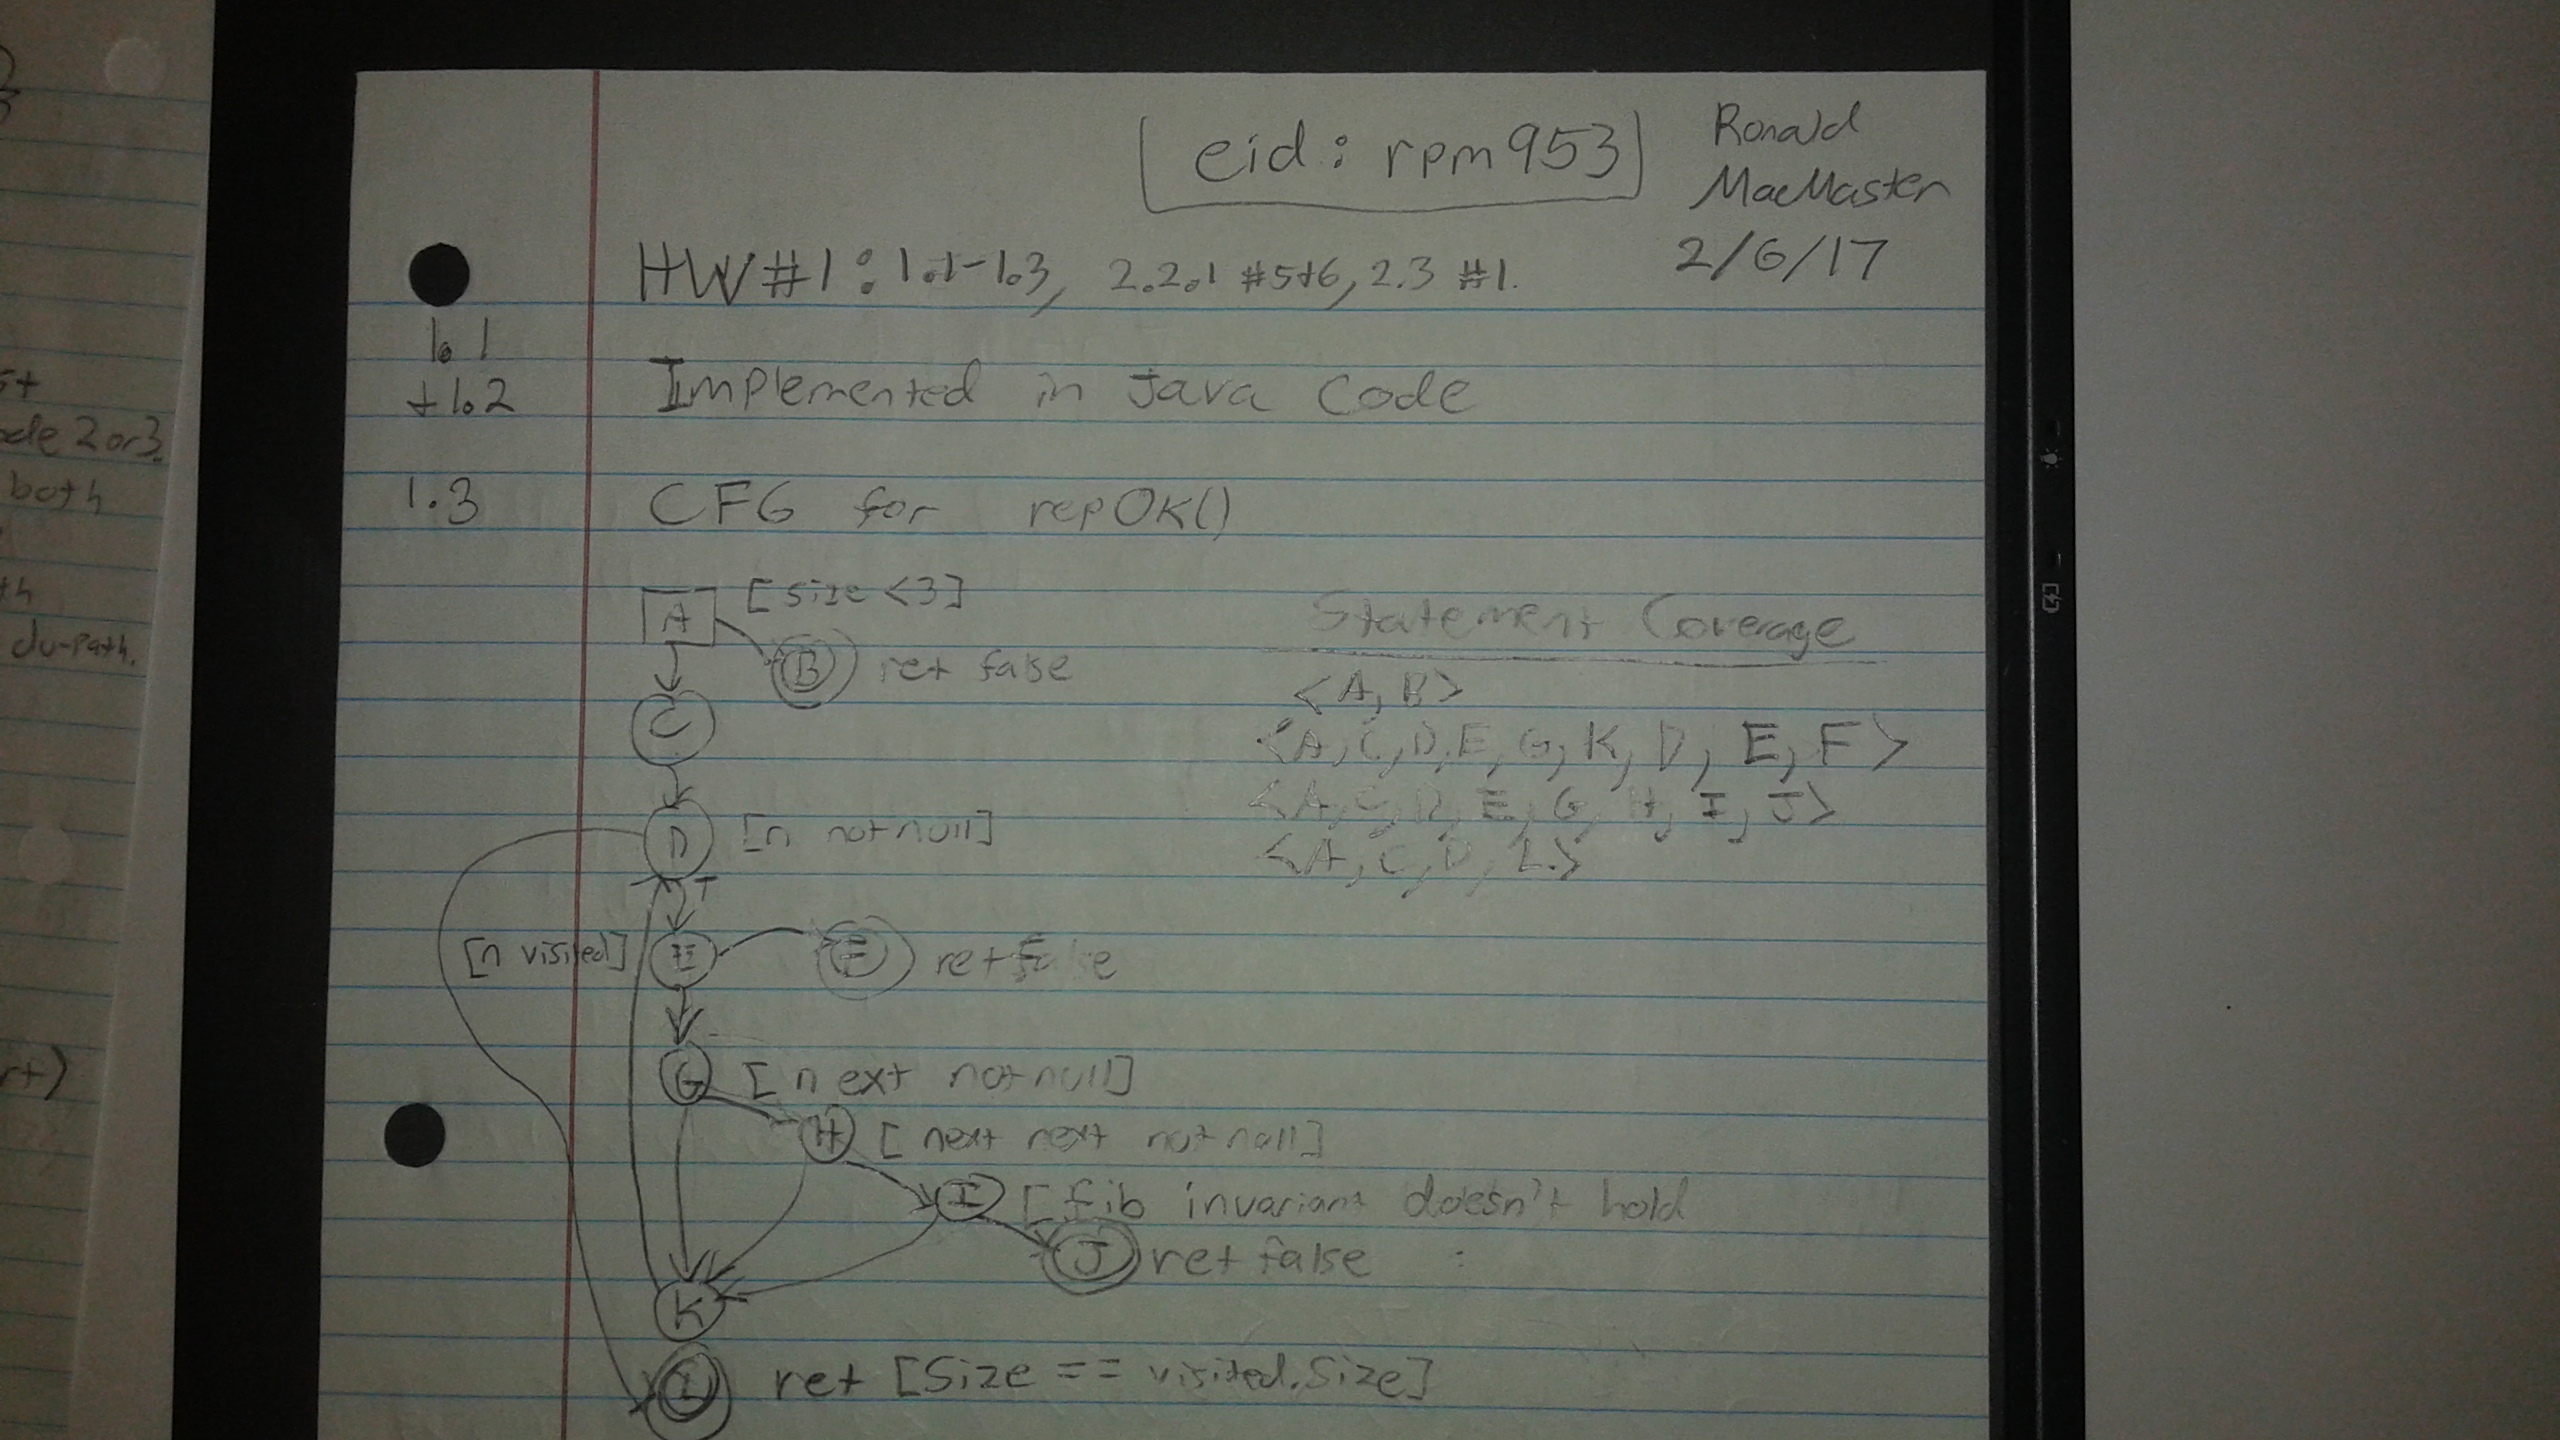 [eid: rpm953]
Ronald
MacMaster
2/6/17
HW#1: 1.1-1.3, 2.2.1 #5+6, 2.3 #1.
1.1
+1.2
Implemented in Java Code
1.3 CFG for repOk()
A [size <3]
B ret false
C
D [n not null]
T
[n visited] E F ret false
G [next not null]
H [next next not null]
I [fib invariant doesn't hold
J ret false
K
L ret [Size == visited.Size]
Statement Coverage
<A, B>
<A, C, D, E, G, K, D, E, F>
<A, C, D, E, G, H, I, J>
<A, C, D, L>
st
2 or 3.
both
du-path.